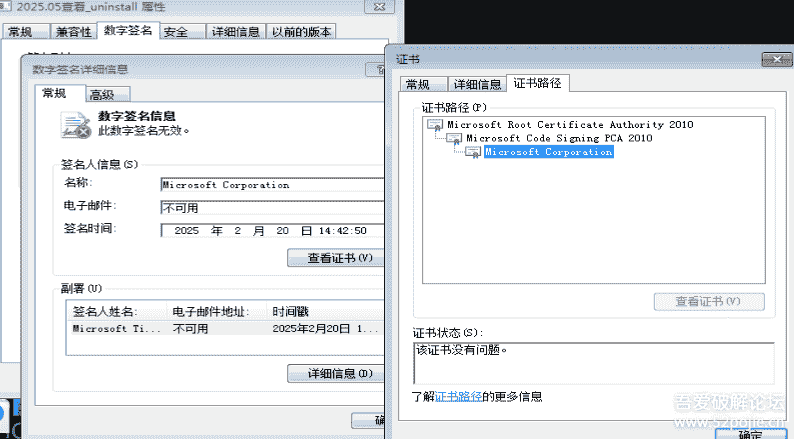 2025.05查看_uninstall 属性
常规 兼容性 数字签名 安全 详细信息 以前的版本
数字签名详细信息
常规 高级
数字签名信息
此数字签名无效。
签名人信息(S)
名称: Microsoft Corporation
电子邮件: 不可用
签名时间: 2025 年 2 月 20 日 14:42:50
查看证书(V)
副署(U)
签名人姓名: 电子邮件地址: 时间戳
Microsoft Ti... 不可用 2025年2月20日 1...
详细信息(D)
确
证书
常规 详细信息 证书路径
证书路径(P)
Microsoft Root Certificate Authority 2010
Microsoft Code Signing PCA 2010
Microsoft Corporation
查看证书(V)
证书状态(S):
该证书没有问题。
了解证书路径的更多信息
确定
吾爱破解论坛
www.52pojie.cn